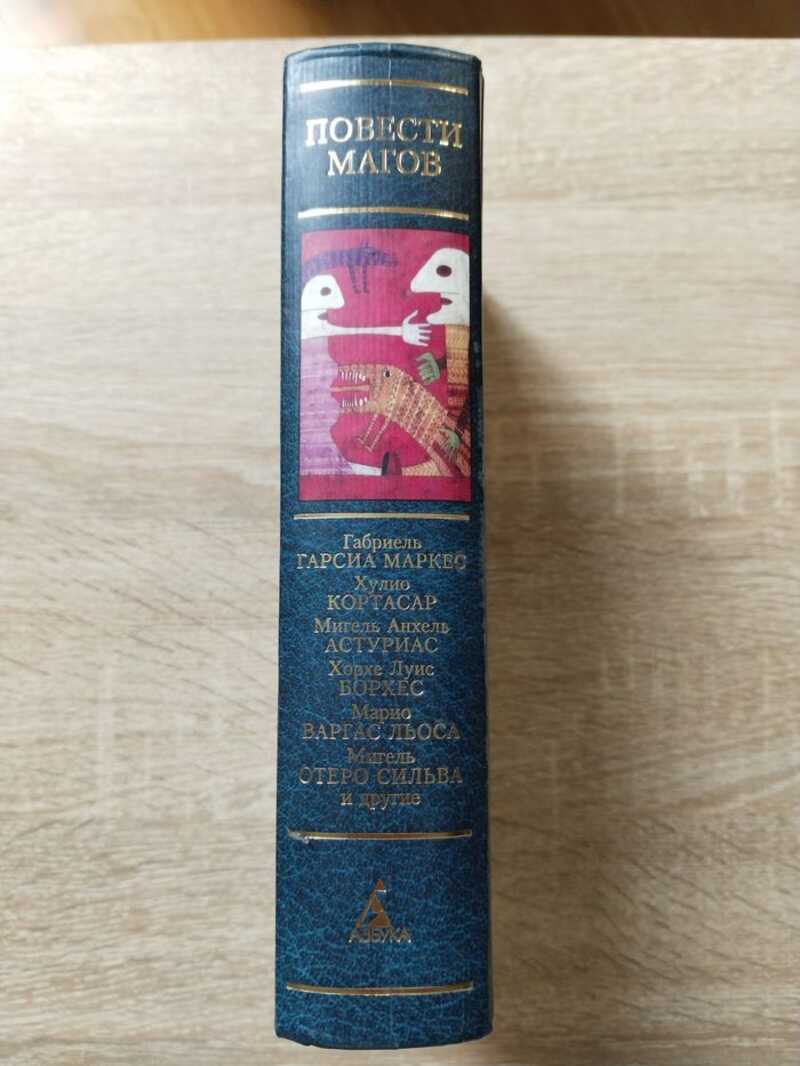 ПОВЕСТИ
МАГОВ
Габриель
ГАРСИА МАРКЕС
Хулио
КОРТАСАР
Мигель Анхель
АСТУРИАС
Хорхе Луис
БОРХЕС
Марио
ВАРГАС ЛЬОСА
Мигель
ОТЕРО СИЛЬВА
и другие
АЗБУКА